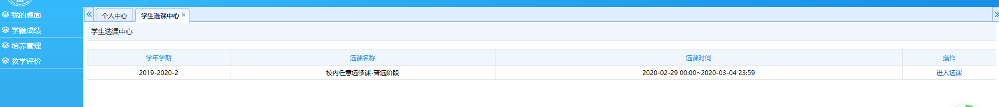 我的桌面
学籍成绩
培养管理
教学评价
个人中心 学生选课中心
学生选课中心
学年学期 选课名称 选课时间 操作
2019-2020-2 校内任意选修课-普选阶段 2020-02-29 00:00~2020-03-04 23:59 进入选课